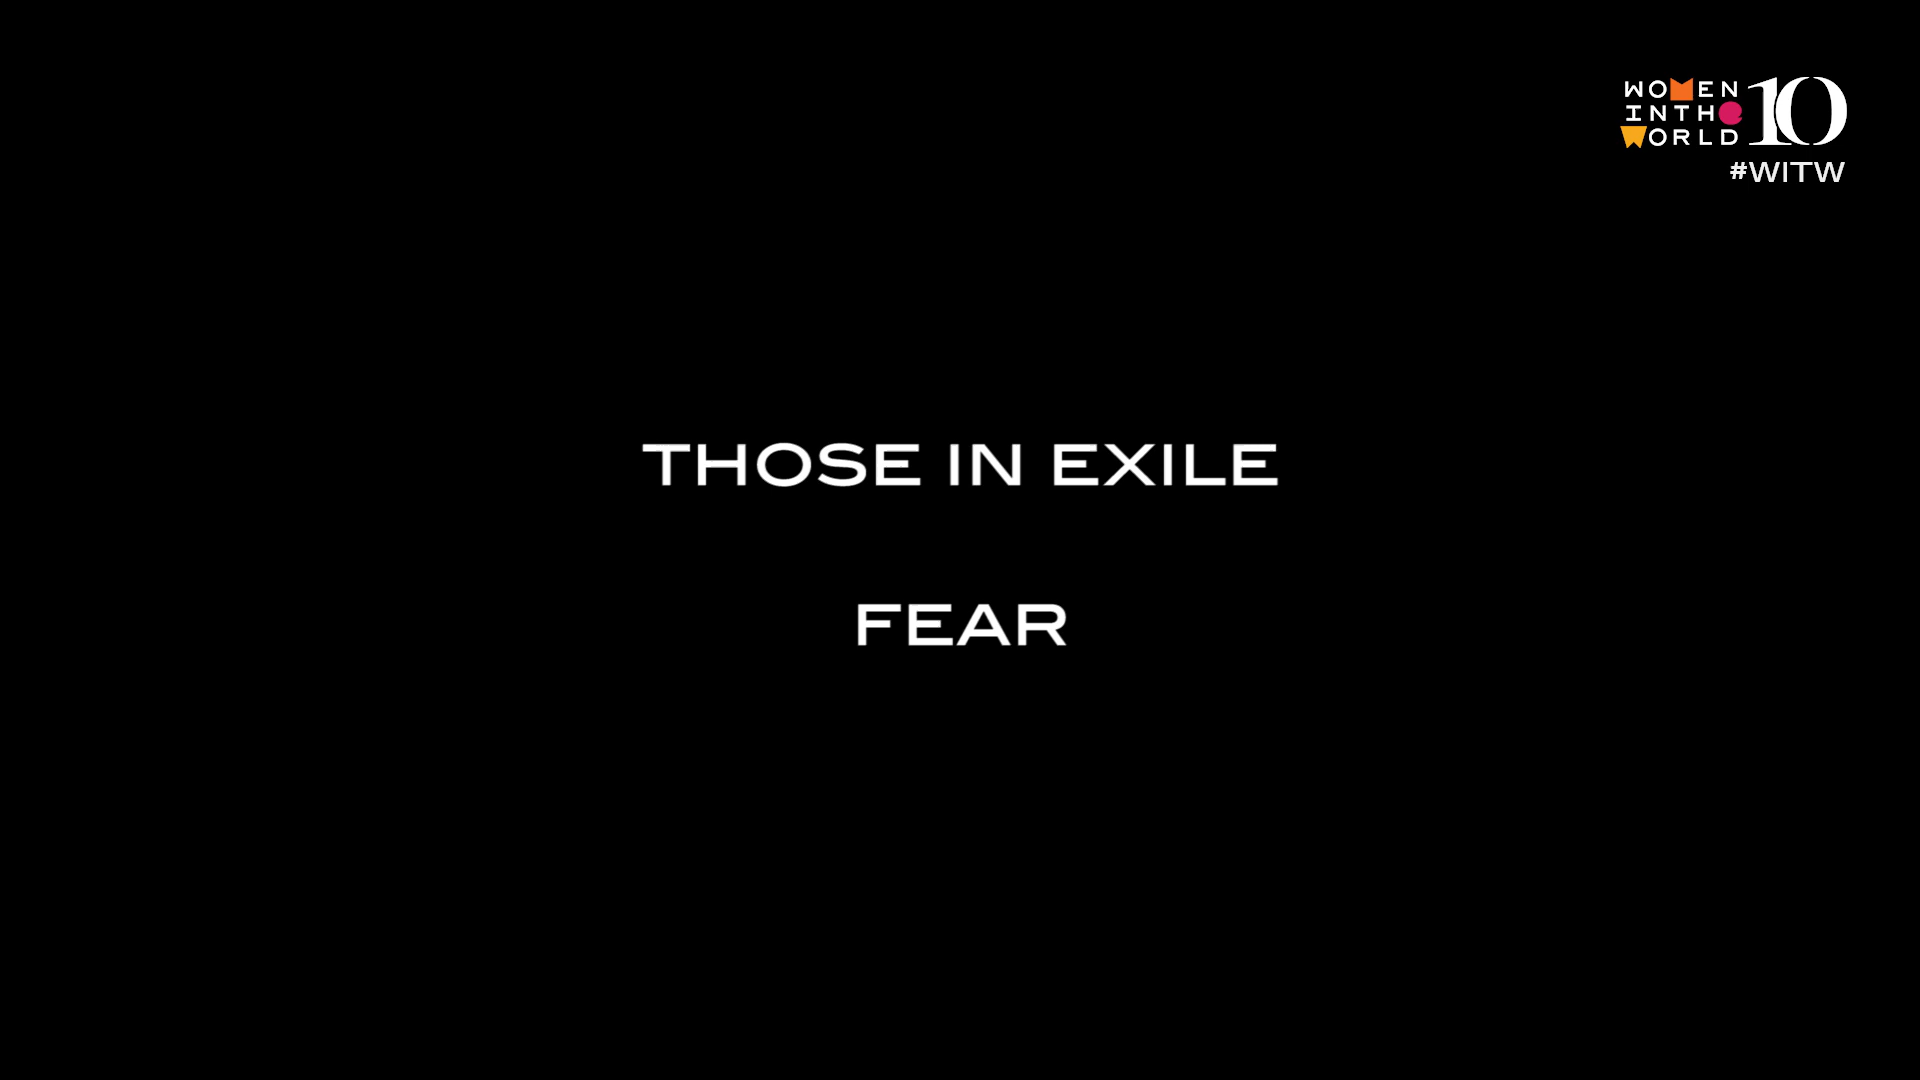 WOMEN
IN THE
WORLD 10
#WITW
THOSE IN EXILE
FEAR